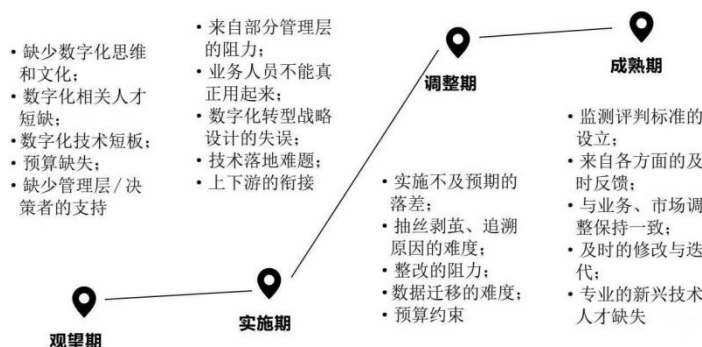 • 缺少数字化思维
和文化；
• 数字化相关人才
短缺；
• 数字化技术短板；
• 预算缺失；
• 缺少管理层/决
策者的支持
观望期
• 来自部分管理层
的阻力；
• 业务人员不能真
正用起来；
• 数字化转型战略
设计的失误；
• 技术落地难题；
• 上下游的衔接
实施期
调整期
• 实施不及预期的
落差；
• 抽丝剥茧、追溯
原因的难度；
• 整改的阻力；
• 数据迁移的难度；
• 预算约束
成熟期
• 监测评判标准的
设立；
• 来自各方面的及
时反馈；
• 与业务、市场调
整保持一致；
• 及时的修改与迭
代；
• 专业的新兴技术
人才缺失